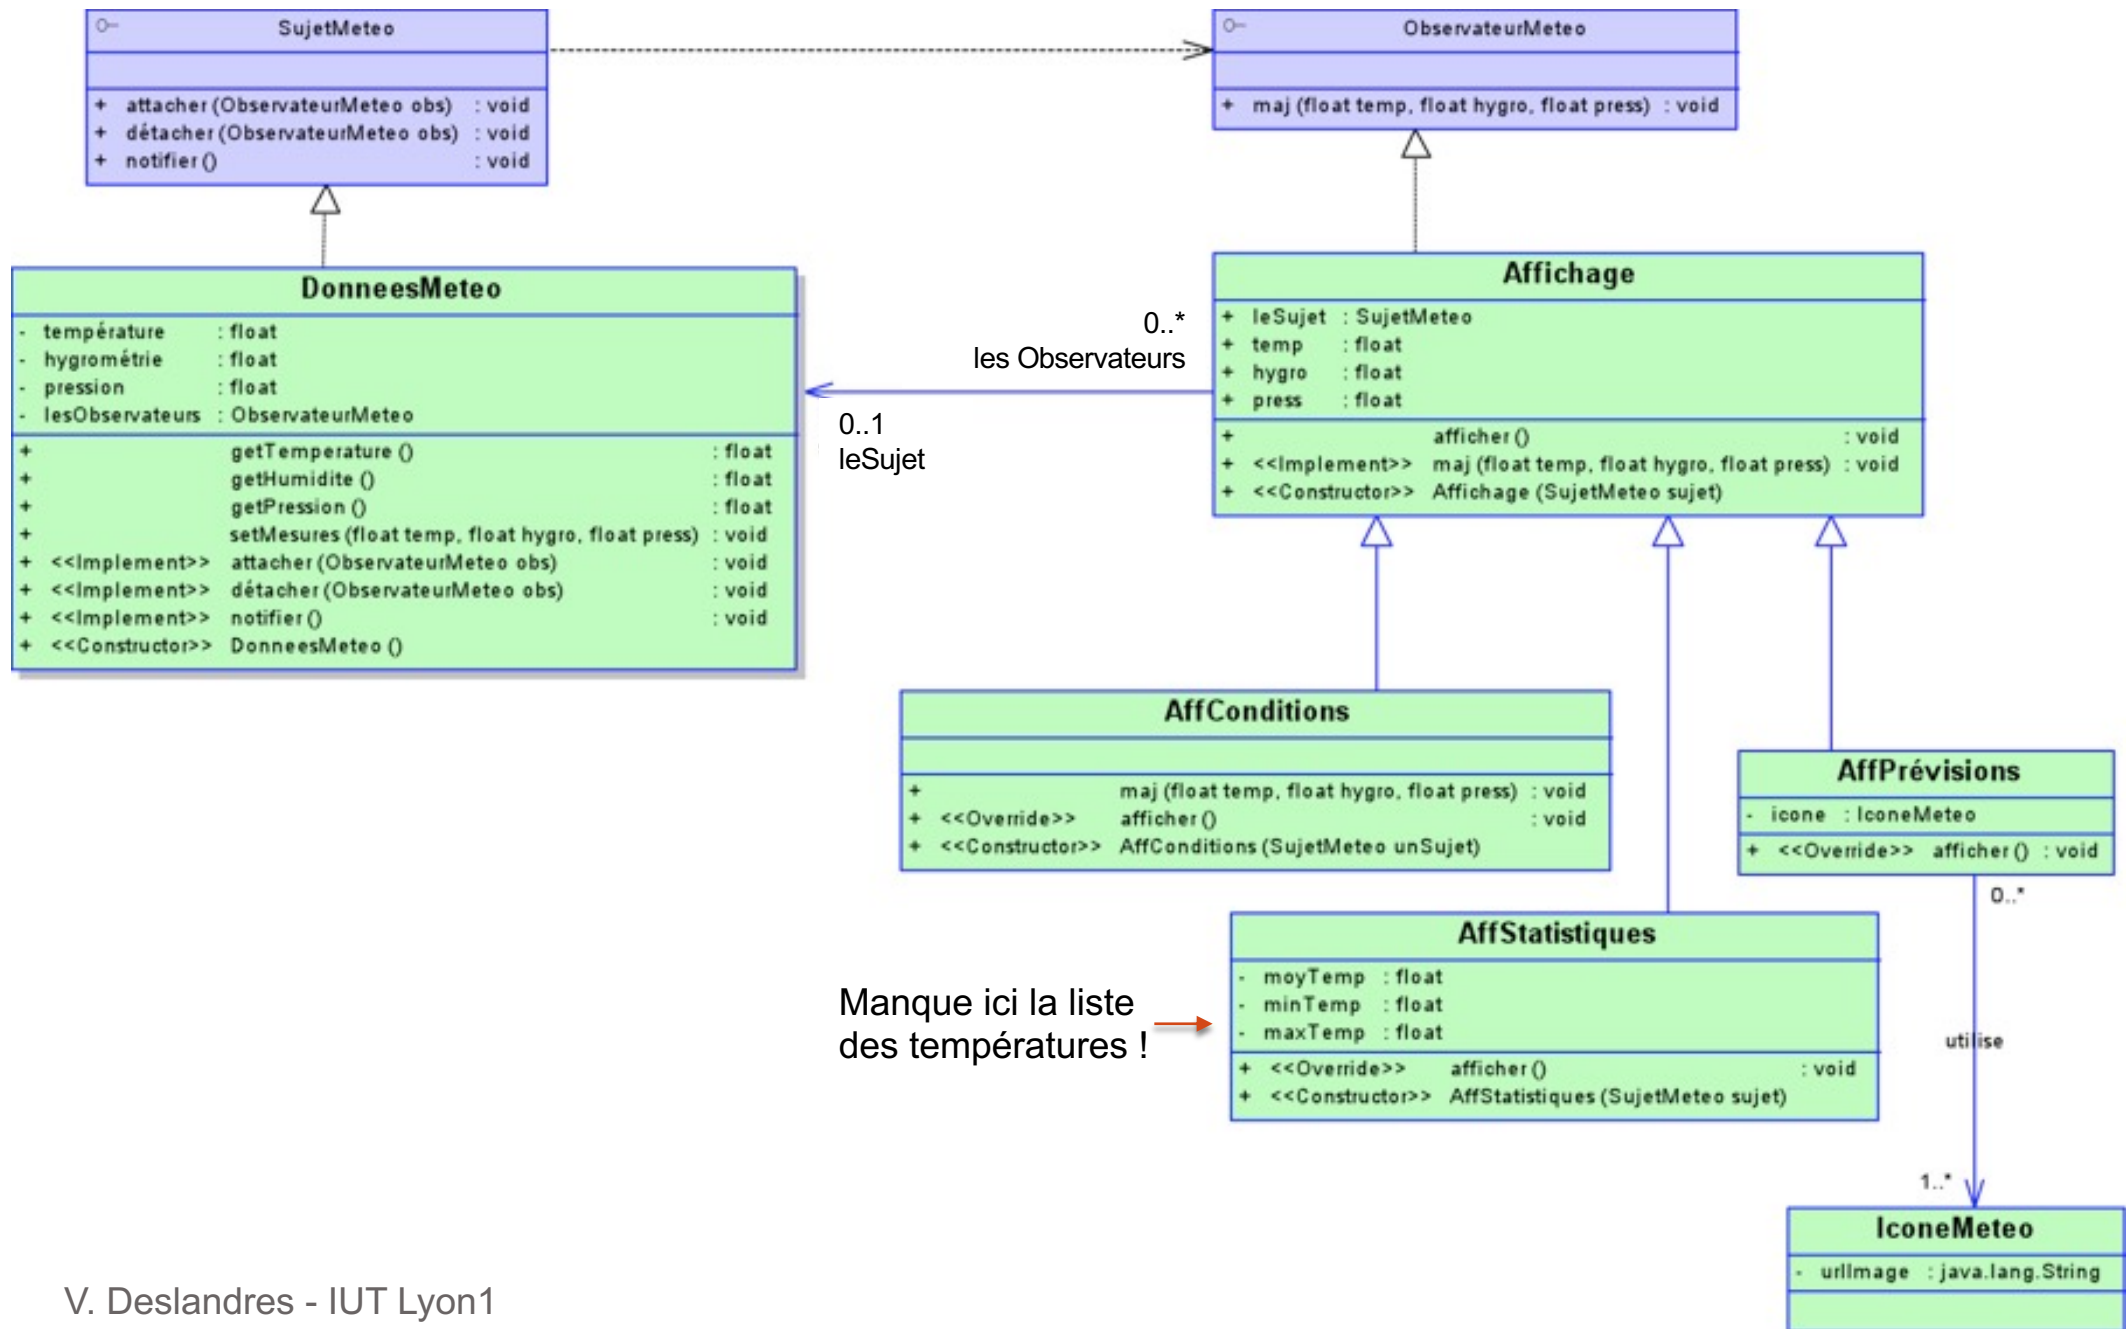 SujetMeteo
+ attacher (ObservateurMeteo obs) : void
+ détacher (ObservateurMeteo obs) : void
+ notifier () : void
ObservateurMeteo
+ maj (float temp, float hygro, float press) : void
DonneesMeteo
- température : float
- hygrométrie : float
- pression : float
- lesObservateurs : ObservateurMeteo
+ getTemperature () : float
+ getHumidite () : float
+ getPression () : float
+ setMesures (float temp, float hygro, float press) : void
+ <<Implement>> attacher (ObservateurMeteo obs) : void
+ <<Implement>> détacher (ObservateurMeteo obs) : void
+ <<Implement>> notifier () : void
+ <<Constructor>> DonneesMeteo ()
0..*
les Observateurs
0..1
leSujet
Affichage
+ leSujet : SujetMeteo
+ temp : float
+ hygro : float
+ press : float
+ afficher () : void
+ <<Implement>> maj (float temp, float hygro, float press) : void
+ <<Constructor>> Affichage (SujetMeteo sujet)
AffConditions
+ maj (float temp, float hygro, float press) : void
+ <<Override>> afficher () : void
+ <<Constructor>> AffConditions (SujetMeteo unSujet)
AffPrévisions
- icone : IconeMeteo
+ <<Override>> afficher () : void
0..*
utilise
1..*
AffStatistiques
- moyTemp : float
- minTemp : float
- maxTemp : float
+ <<Override>> afficher () : void
+ <<Constructor>> AffStatistiques (SujetMeteo sujet)
Manque ici la liste
des températures !
IconeMeteo
- urlImage : java.lang.String
V. Deslandres - IUT Lyon1